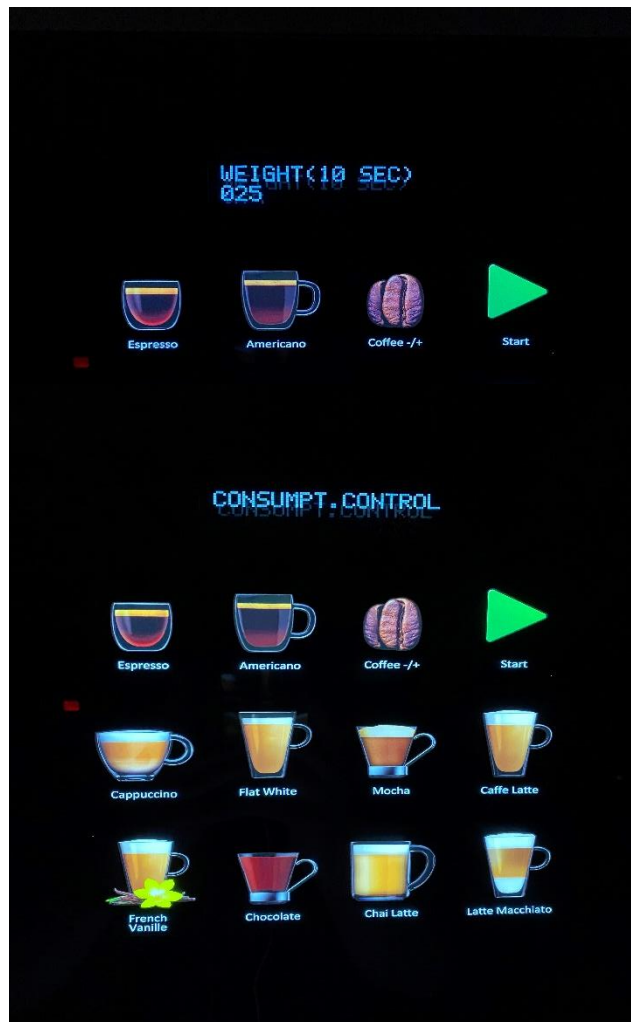 WEIGHT(10 SEC)
025
Espresso
Americano
Coffee -/+
Start
CONSUMPT.CONTROL
Espresso
Americano
Coffee -/+
Start
Cappuccino
Flat White
Mocha
Caffe Latte
French
Vanille
Chocolate
Chai Latte
Latte Macchiato